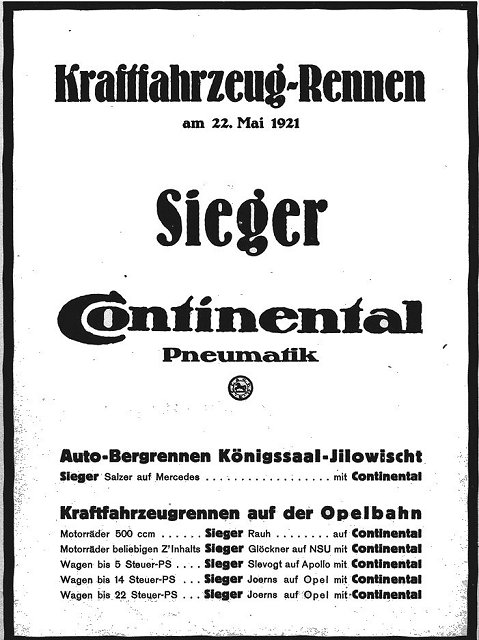 Kraftfahrzeug-Rennen
am 22. Mai 1921
Sieger
Continental
Pneumatik
Auto-Bergrennen Königssaal-Jilowischt
Sieger Salzer auf Mercedes . . . . . . . . . . . . . . . . . mit Continental
Kraftfahrzeugrennen auf der Opelbahn
Motorräder 500 ccm . . . . . . Sieger Rauh . . . . . . . . auf Continental
Motorräder beliebigen Z'Inhalts Sieger Glöckner auf NSU mit Continental
Wagen bis 5 Steuer-PS . . . . Sieger Slevogt auf Apollo mit Continental
Wagen bis 14 Steuer-PS . . . Sieger Joerns auf Opel mit Continental
Wagen bis 22 Steuer-PS . . . Sieger Joerns auf Opel mit Continental